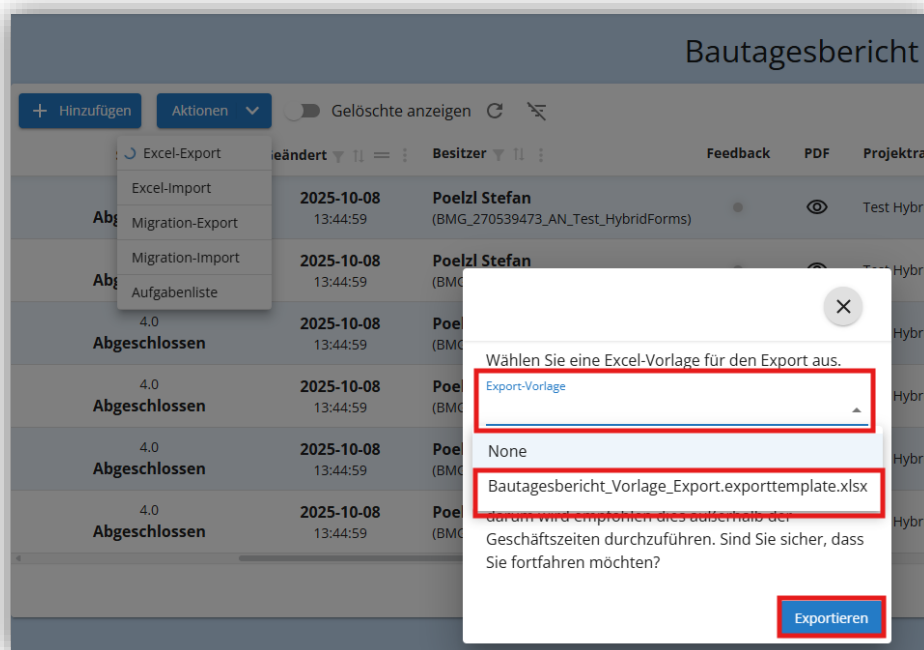 Bautagesbericht
Hinzufügen Aktionen Gelöschte anzeigen
eändert Besitzer Feedback PDF Projektra
Excel-Export
Excel-Import
Migration-Export
Migration-Import
Aufgabenliste
Abg 2025-10-08 Poelzl Stefan Test Hybr
13:44:59 (BMG_270539473_AN_Test_HybridForms)
Abg 2025-10-08 Poelzl Stefan Test Hybr
13:44:59 (BMG
4.0
Abgeschlossen 2025-10-08 Poel Hybr
13:44:59 (BMG
4.0
Abgeschlossen 2025-10-08 Poel Hybr
13:44:59 (BMG
4.0
Abgeschlossen 2025-10-08 Poel Hybr
13:44:59 (BMG
4.0
Abgeschlossen 2025-10-08 Poel Hybr
13:44:59 (BMG
Wählen Sie eine Excel-Vorlage für den Export aus.
Export-Vorlage
None
Bautagesbericht_Vorlage_Export.exporttemplate.xlsx
darum wird empfohlen dies außerhalb der
Geschäftszeiten durchzuführen. Sind Sie sicher, dass
Sie fortfahren möchten?
Exportieren